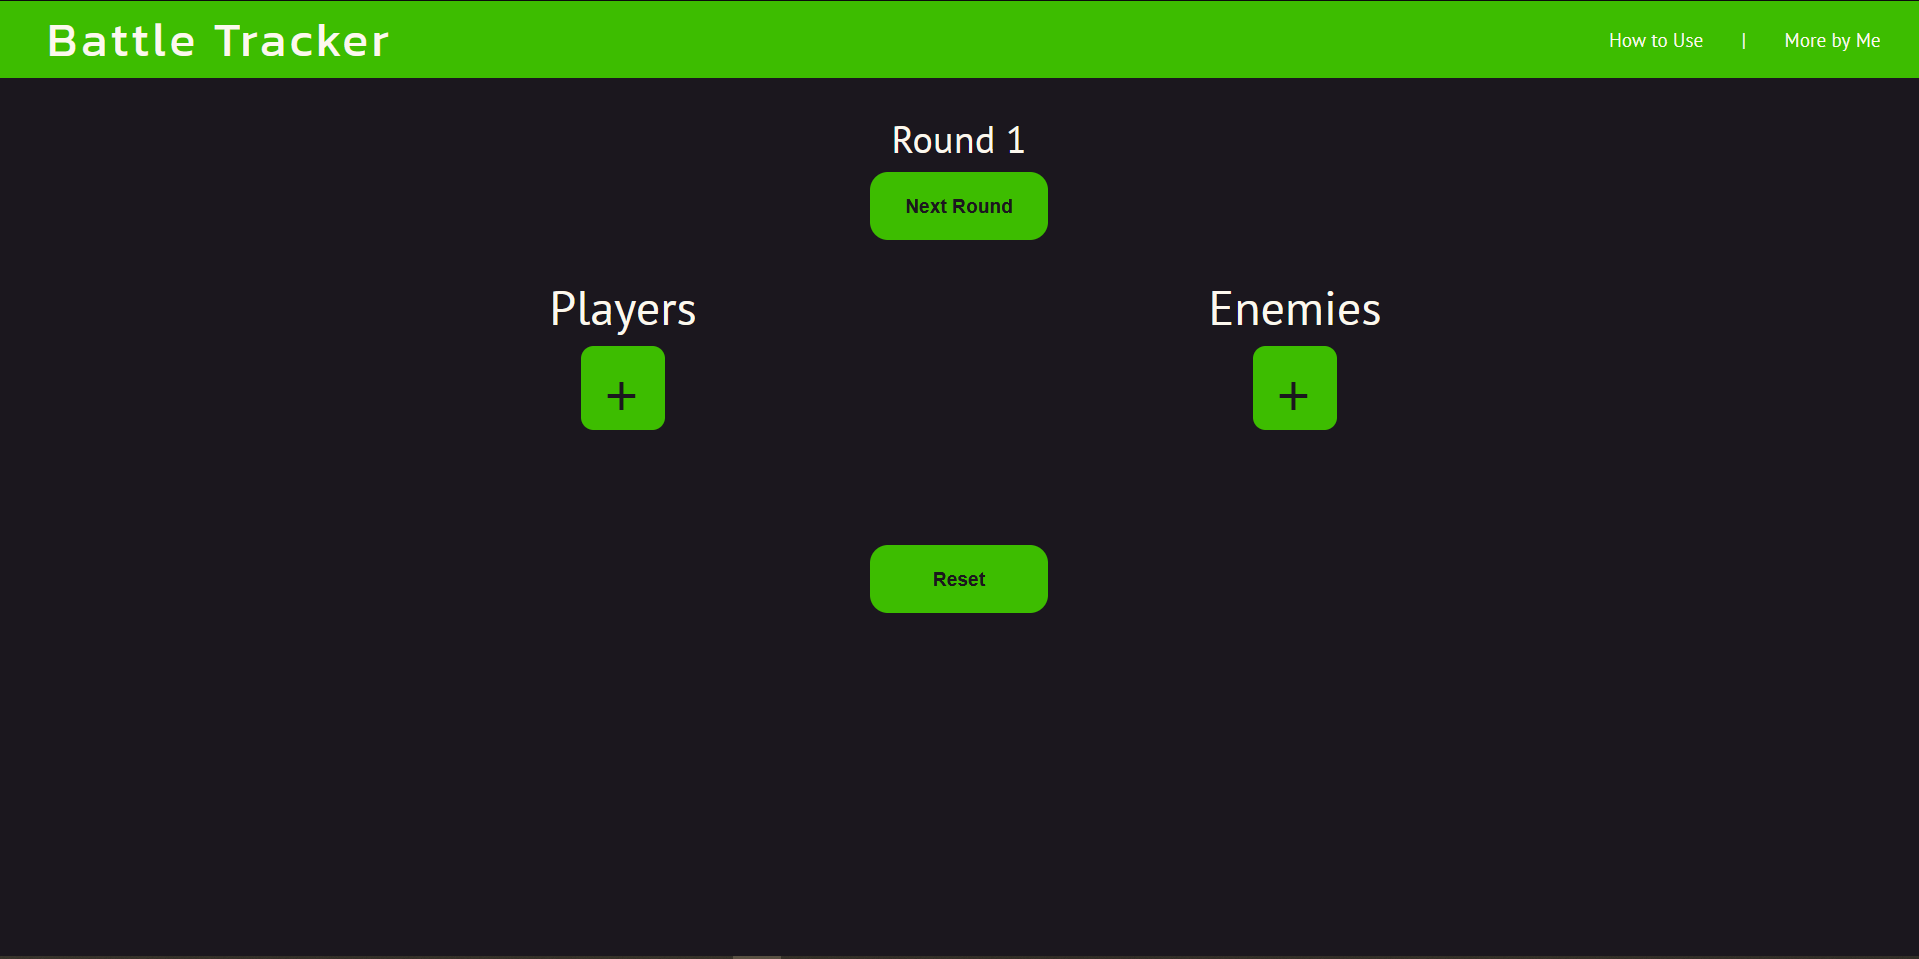 Battle Tracker
How to Use | More by Me
Round 1
Next Round
Players
Enemies
+
+
Reset